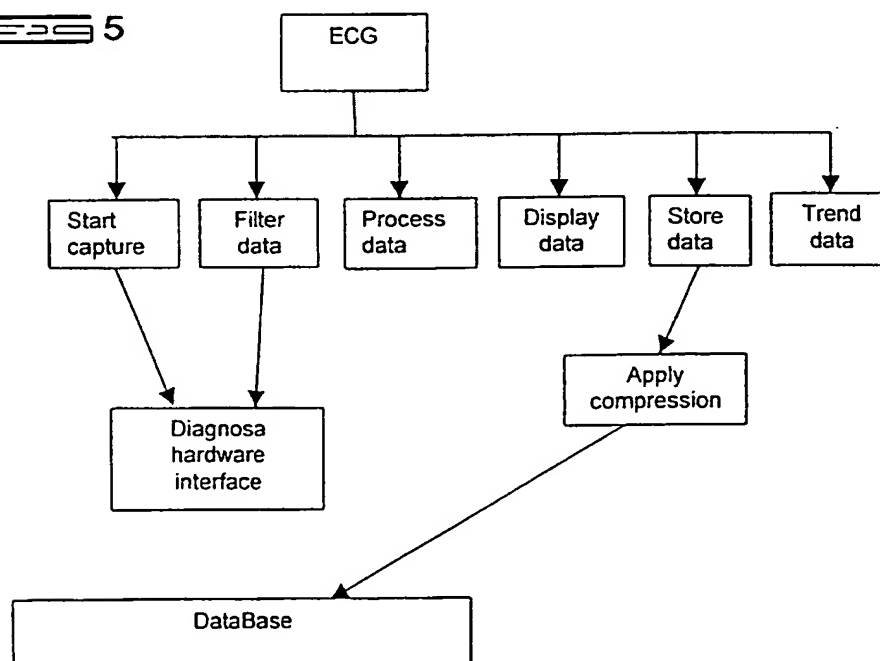 5
ECG
Start
capture
Filter
data
Process
data
Display
data
Store
data
Trend
data
Apply
compression
Diagnosa
hardware
interface
DataBase